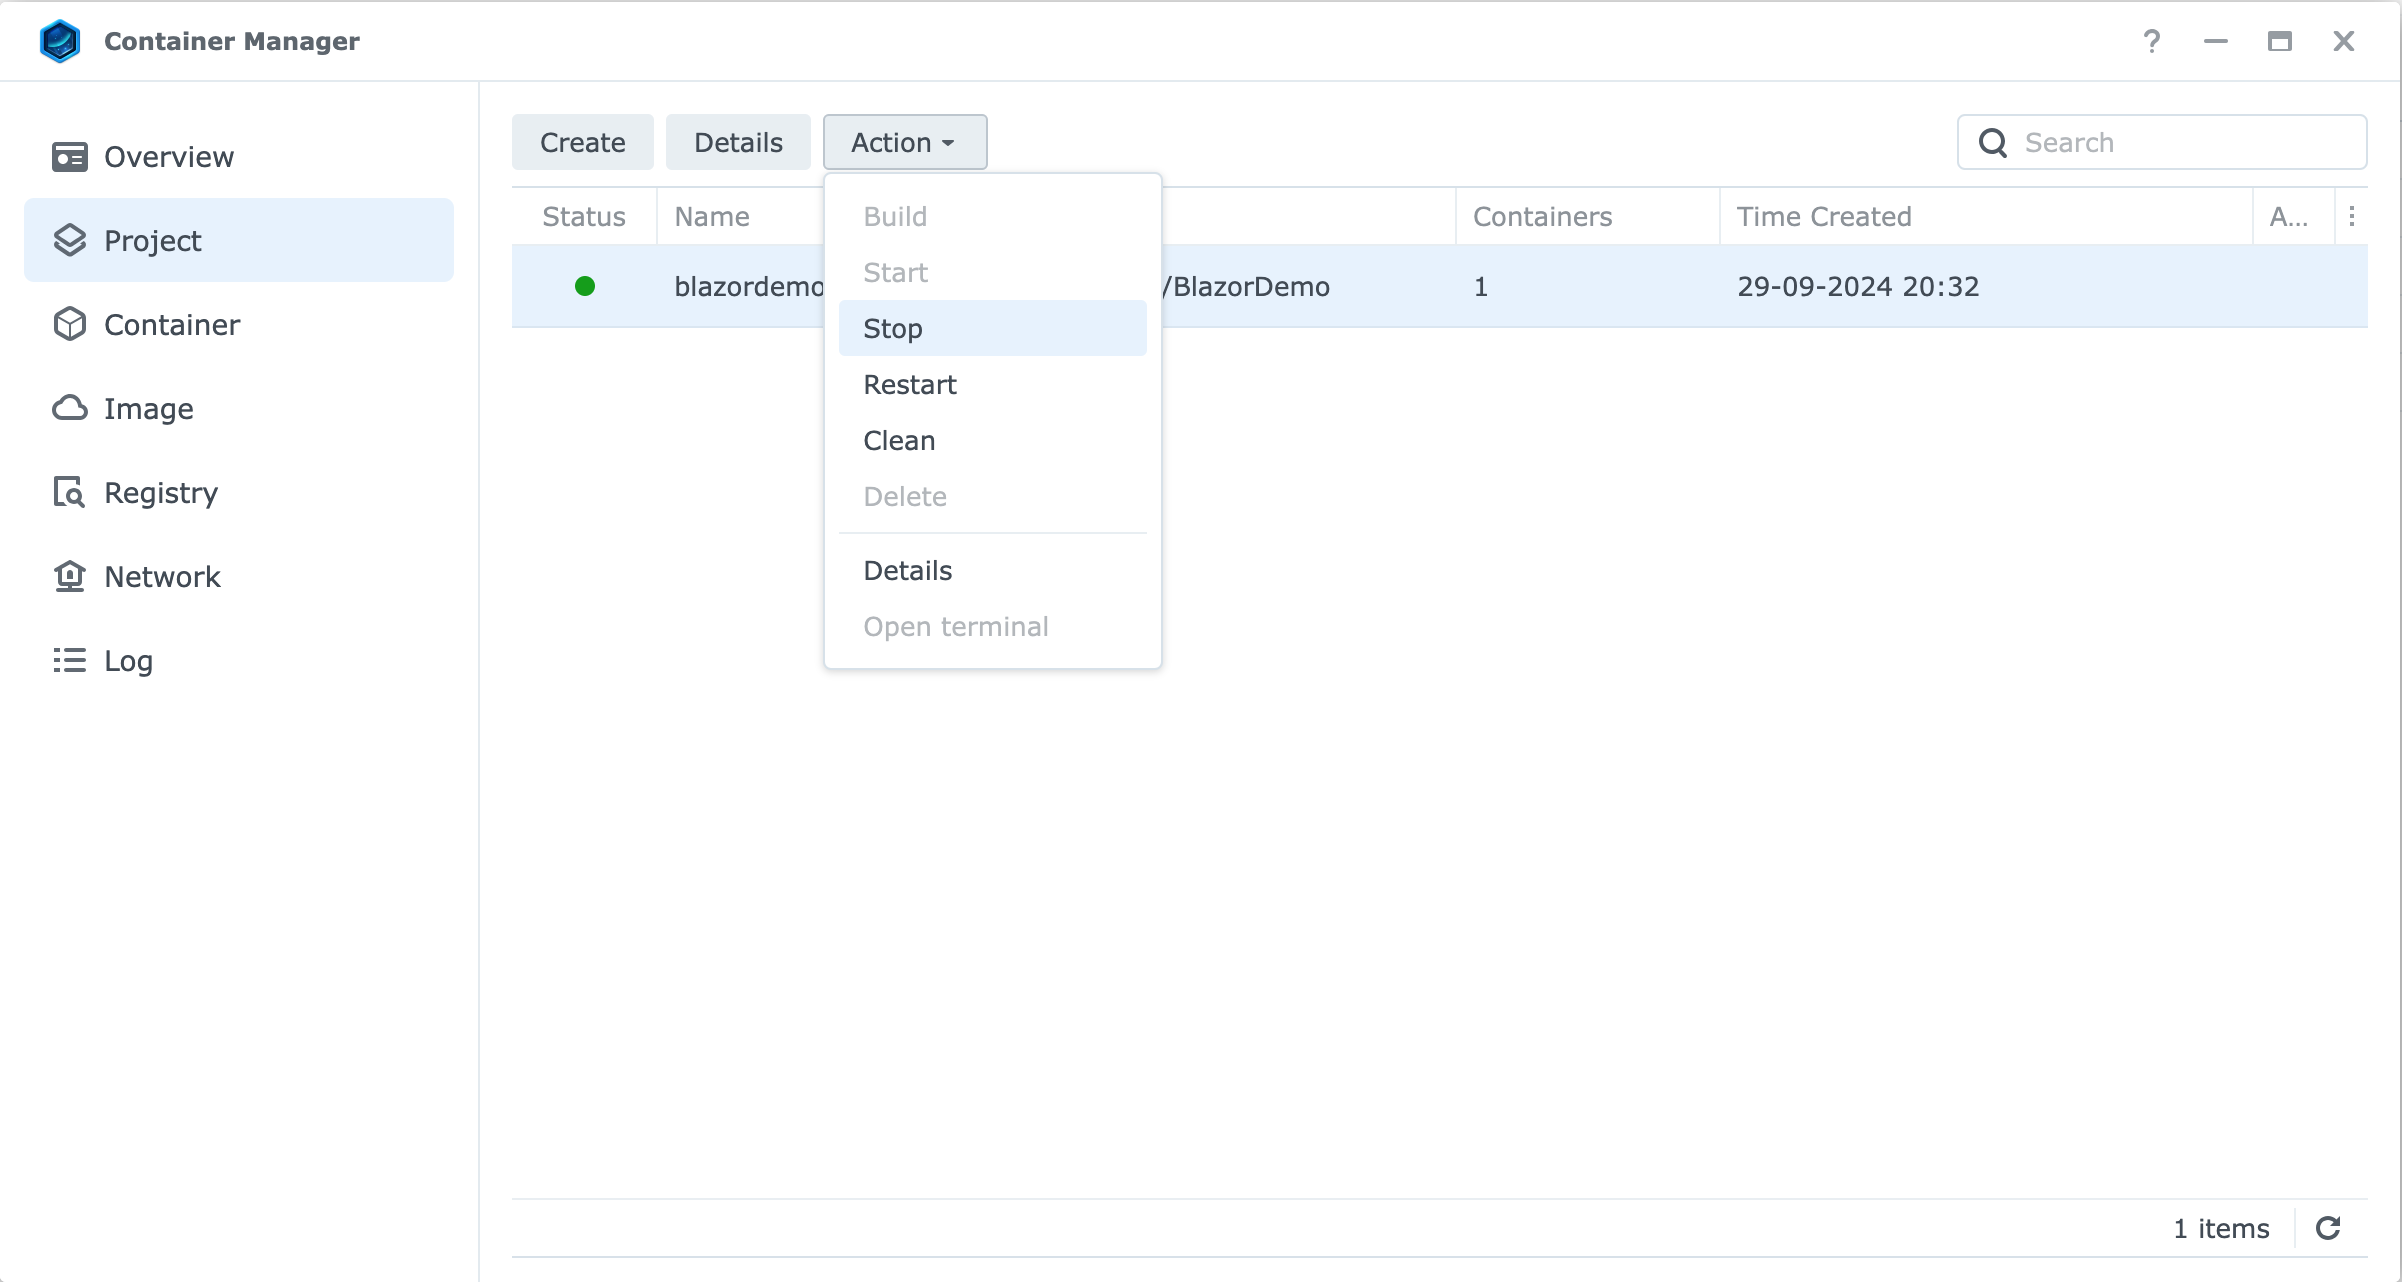 Container Manager
Overview
Project
Container
Image
Registry
Network
Log
Create Details Action
Search
Status Name Containers Time Created A...
blazordemo /BlazorDemo 1 29-09-2024 20:32
Build
Start
Stop
Restart
Clean
Delete
Details
Open terminal
1 items